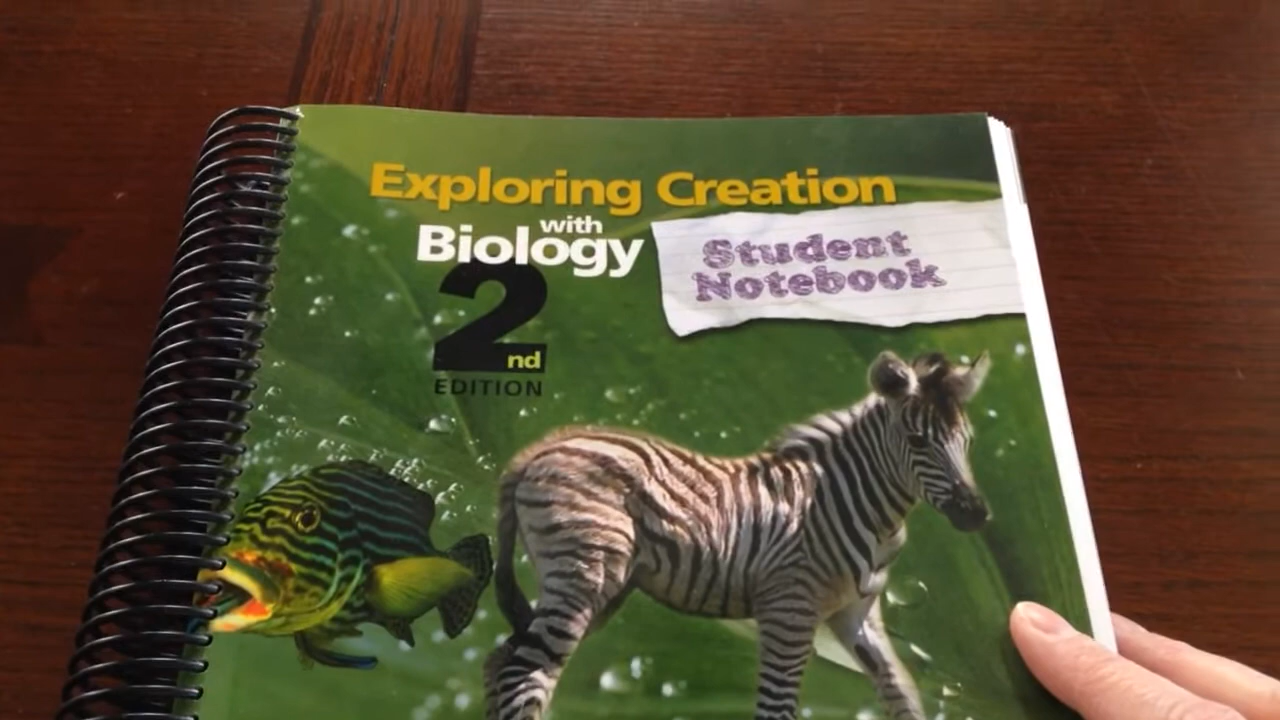 Exploring Creation
with
Biology
2nd
EDITION
Student
Notebook